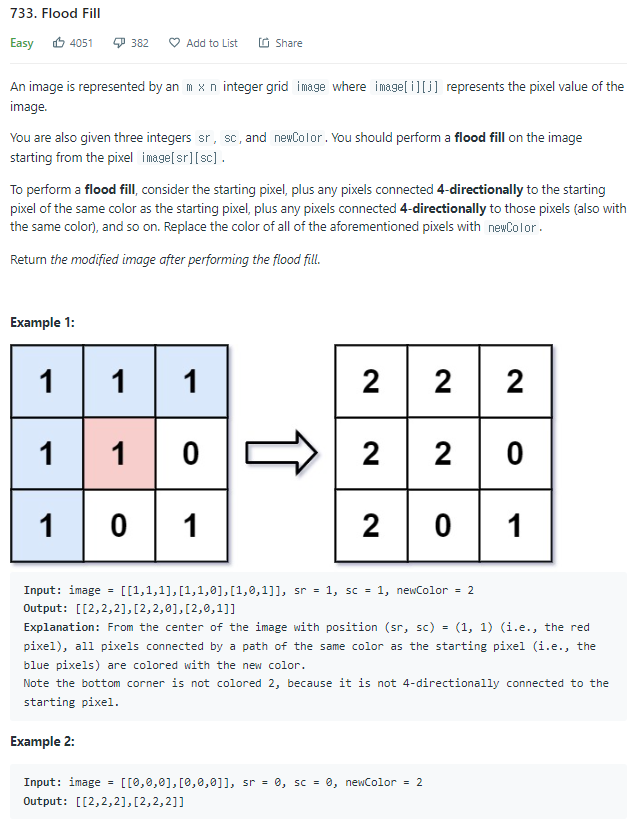 733. Flood Fill
Easy 4051 382 Add to List Share
An image is represented by an m x n integer grid image where image[i][j] represents the pixel value of the
image.
You are also given three integers sr, sc, and newColor. You should perform a flood fill on the image
starting from the pixel image[sr][sc].
To perform a flood fill, consider the starting pixel, plus any pixels connected 4-directionally to the starting
pixel of the same color as the starting pixel, plus any pixels connected 4-directionally to those pixels (also with
the same color), and so on. Replace the color of all of the aforementioned pixels with newColor.
Return the modified image after performing the flood fill.
Example 1:
1 1 1 2 2 2
1 1 0 2 2 0
1 0 1 2 0 1
Input: image = [[1,1,1],[1,1,0],[1,0,1]], sr = 1, sc = 1, newColor = 2
Output: [[2,2,2],[2,2,0],[2,0,1]]
Explanation: From the center of the image with position (sr, sc) = (1, 1) (i.e., the red
pixel), all pixels connected by a path of the same color as the starting pixel (i.e., the
blue pixels) are colored with the new color.
Note the bottom corner is not colored 2, because it is not 4-directionally connected to the
starting pixel.
Example 2:
Input: image = [[0,0,0],[0,0,0]], sr = 0, sc = 0, newColor = 2
Output: [[2,2,2],[2,2,2]]